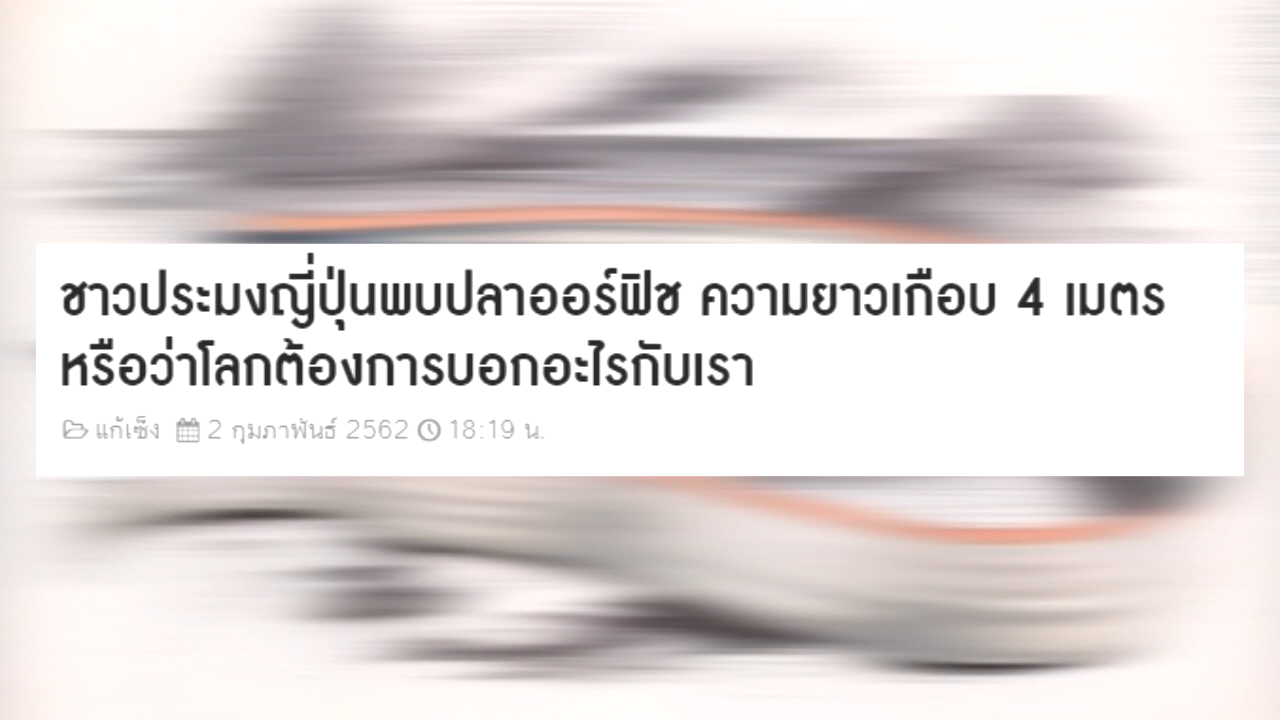 ชาวประมงญี่ปุ่นพบปลาออร์ฟิช ความยาวเกือบ 4 เมตร
หรือว่าโลกต้องการบอกอะไรกับเรา
แก้เซ็ง 2 กุมภาพันธ์ 2562 18:19 น.